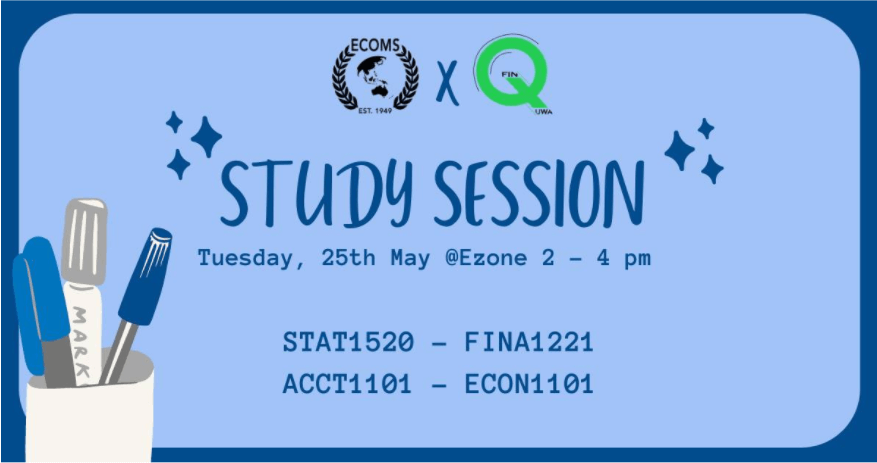 ECOMS
EST. 1949
X
FIN
Q
UWA
STUDY SESSION
Tuesday, 25th May @Ezone 2 - 4 pm
STAT1520 - FINA1221
ACCT1101 - ECON1101
MARK